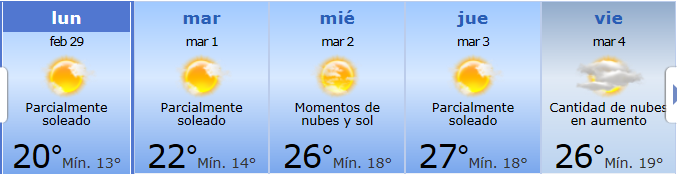 lun
feb 29
Parcialmente
soleado
20° Mín. 13°
mar
mar 1
Parcialmente
soleado
22° Mín. 14°
mié
mar 2
Momentos de
nubes y sol
26° Mín. 18°
jue
mar 3
Parcialmente
soleado
27° Mín. 18°
vie
mar 4
Cantidad de nubes
en aumento
26° Mín. 19°